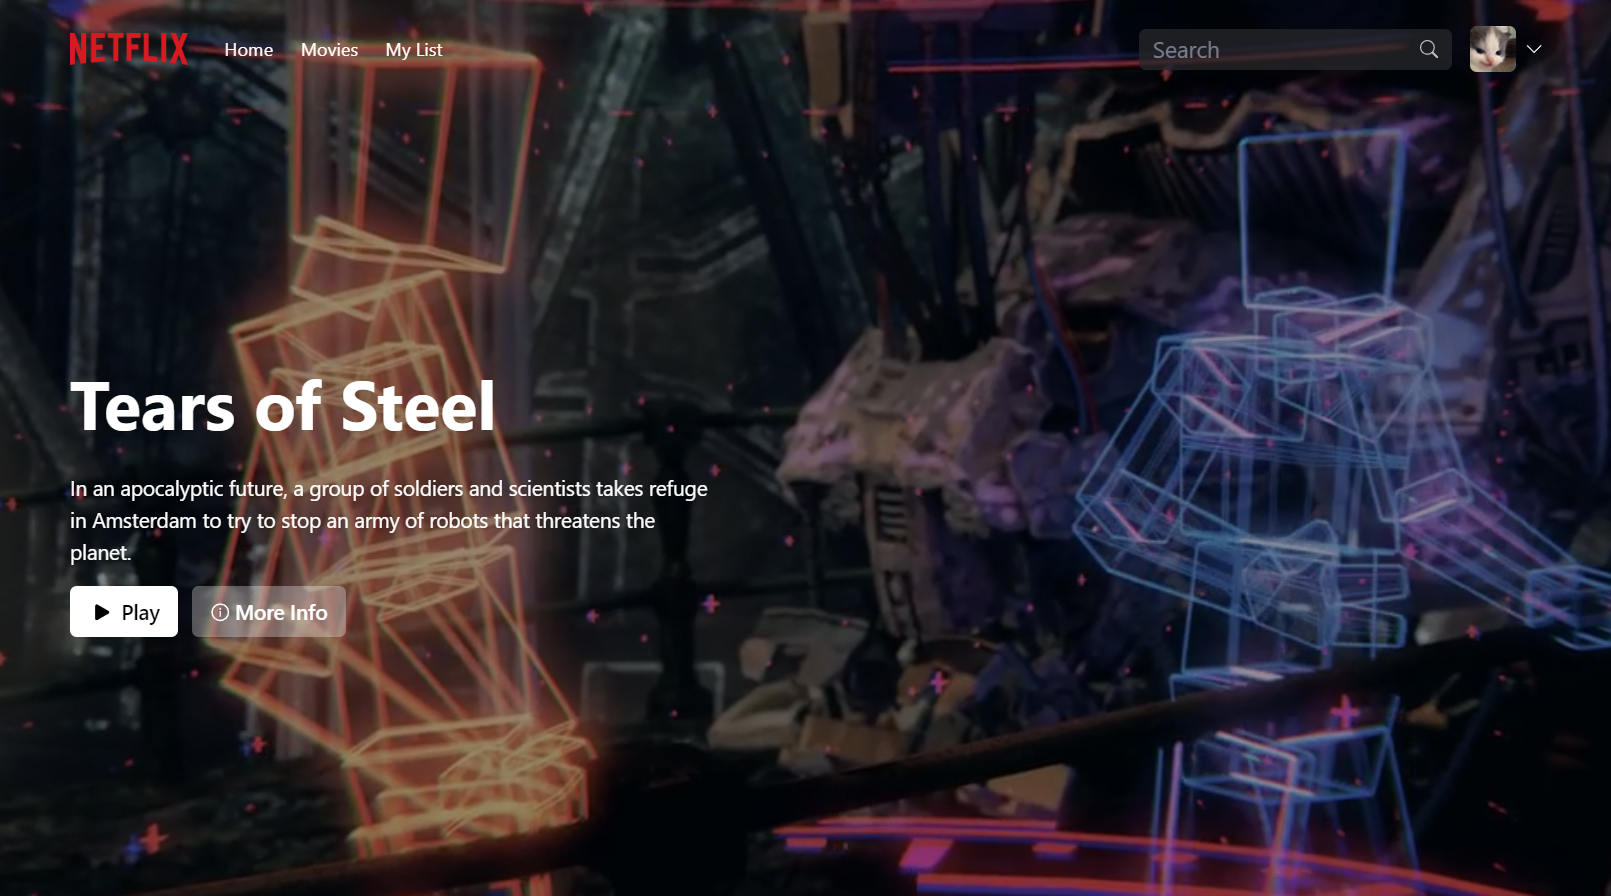 NETFLIX
Home
Movies
My List
Search
Tears of Steel
In an apocalyptic future, a group of soldiers and scientists takes refuge
in Amsterdam to try to stop an army of robots that threatens the
planet.
Play
More Info